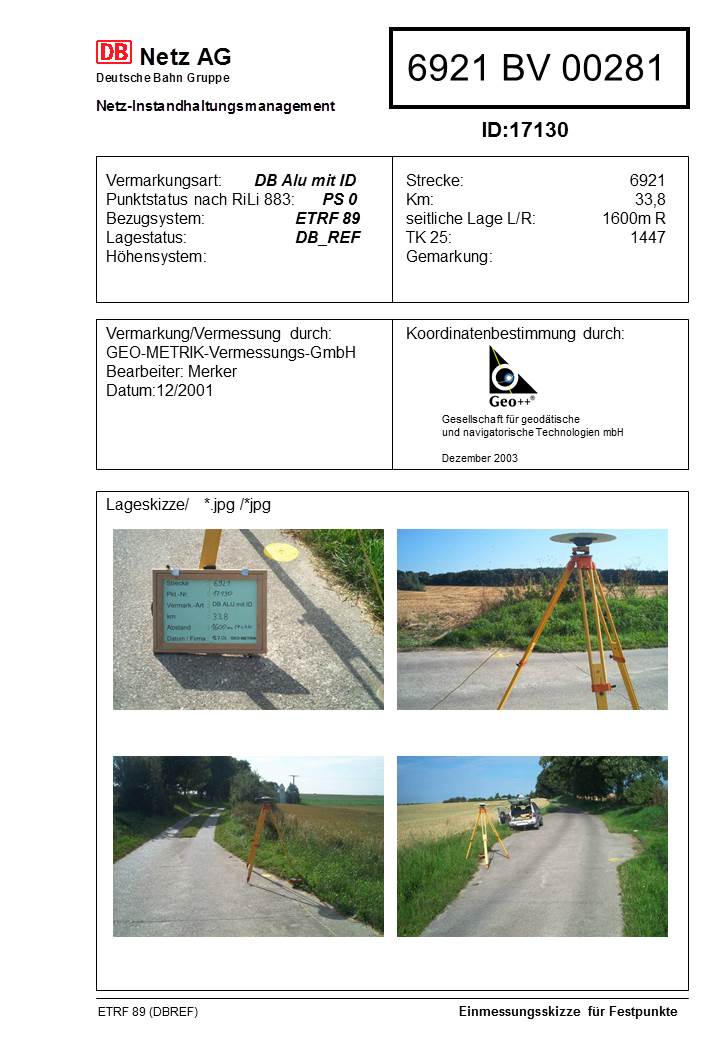 DB Netz AG
Deutsche Bahn Gruppe
Netz-Instandhaltungsmanagement
6921 BV 00281
ID:17130
Vermarkungsart: DB Alu mit ID
Punktstatus nach RiLi 883: PS 0
Bezugsystem: ETRF 89
Lagestatus: DB_REF
Höhensystem:
Strecke: 6921
Km: 33,8
seitliche Lage L/R: 1600m R
TK 25: 1447
Gemarkung:
Vermarkung/Vermessung durch:
GEO-METRIK-Vermessungs-GmbH
Bearbeiter: Merker
Datum:12/2001
Koordinatenbestimmung durch:
Geo++®
Gesellschaft für geodätische
und navigatorische Technologien mbH
Dezember 2003
Lageskizze/ *.jpg /*jpg
Strecke : 6921
Pkt.-Nr. : 17130
Vermark.-Art : DB ALU mit ID
km : 33.8
Abstand : 1600m
Datum / Firma : GEO-METRIK
ETRF 89 (DBREF)
Einmessungsskizze für Festpunkte